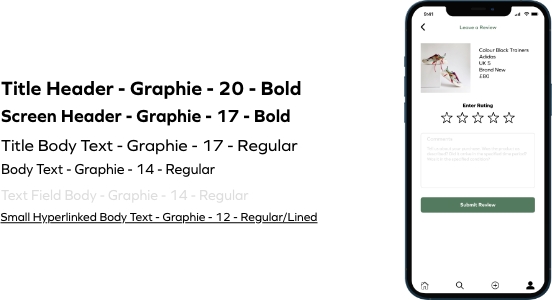 Title Header - Graphie - 20 - Bold
Screen Header - Graphie - 17 - Bold
Title Body Text - Graphie - 17 - Regular
Body Text - Graphie - 14 - Regular
Text Field Body - Graphie - 14 - Regular
Small Hyperlinked Body Text - Graphie - 12 - Regular/Lined
9:41
Leave a Review
Colour Black Trainers
Adidas
UK 5
Brand New
£80
Enter Rating
Comments
Submit Review